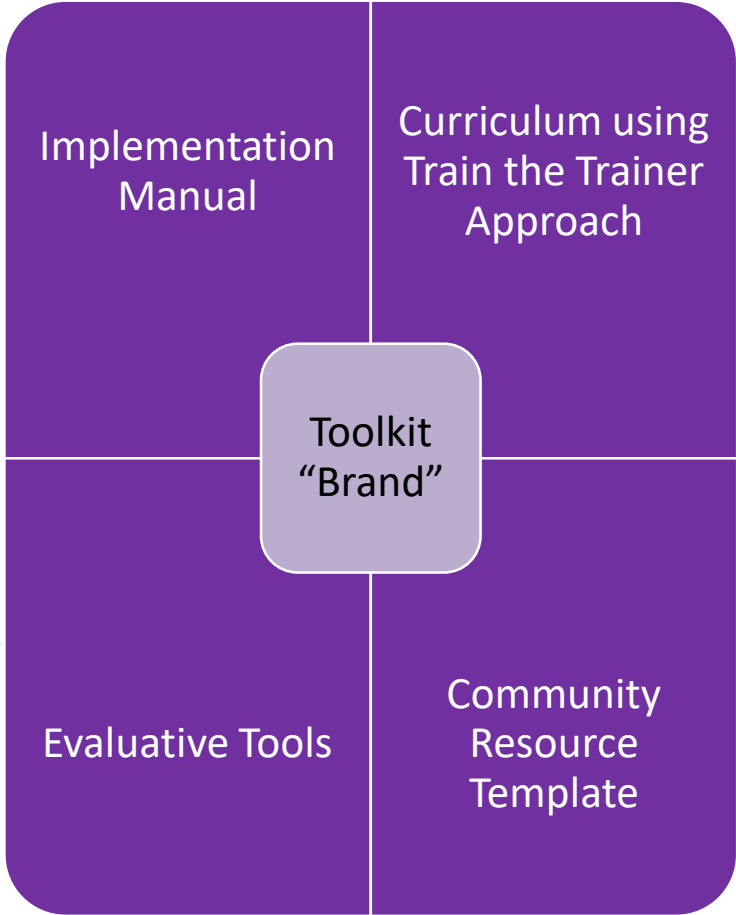 Implementation
Manual
Curriculum using
Train the Trainer
Approach
Toolkit
“Brand”
Evaluative Tools
Community
Resource
Template